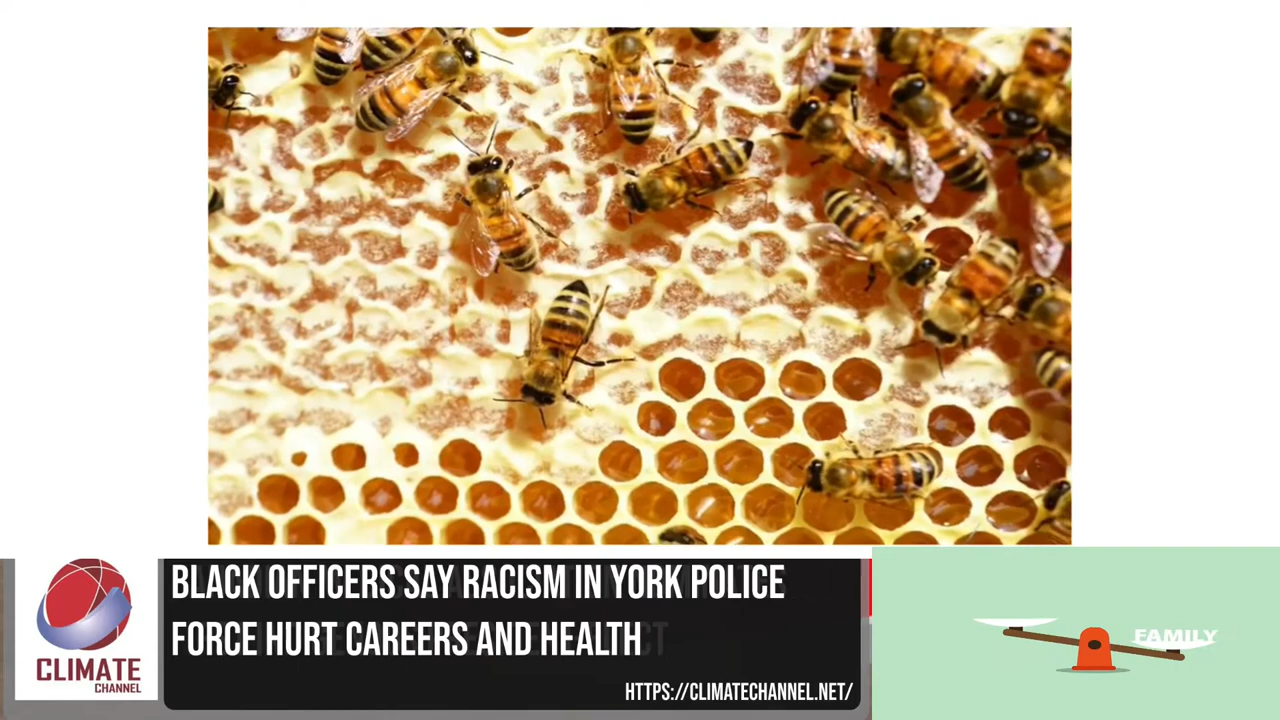 BLACK OFFICERS SAY RACISM IN YORK POLICE
FORCE HURT CAREERS AND HEALTH
HTTPS://CLIMATECHANNEL.NET/
CLIMATE
CHANNEL
FAMILY